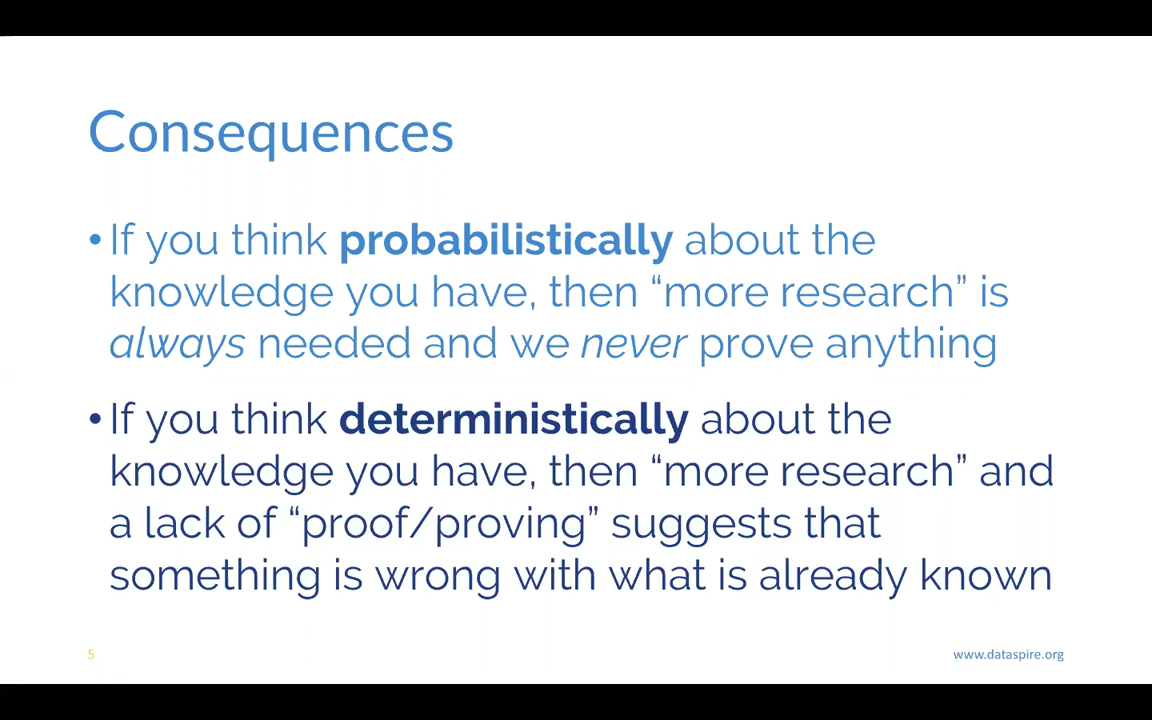 Consequences
• If you think probabilistically about the
knowledge you have, then “more research” is
always needed and we never prove anything
• If you think deterministically about the
knowledge you have, then “more research” and
a lack of “proof/proving” suggests that
something is wrong with what is already known
5
www.dataspire.org